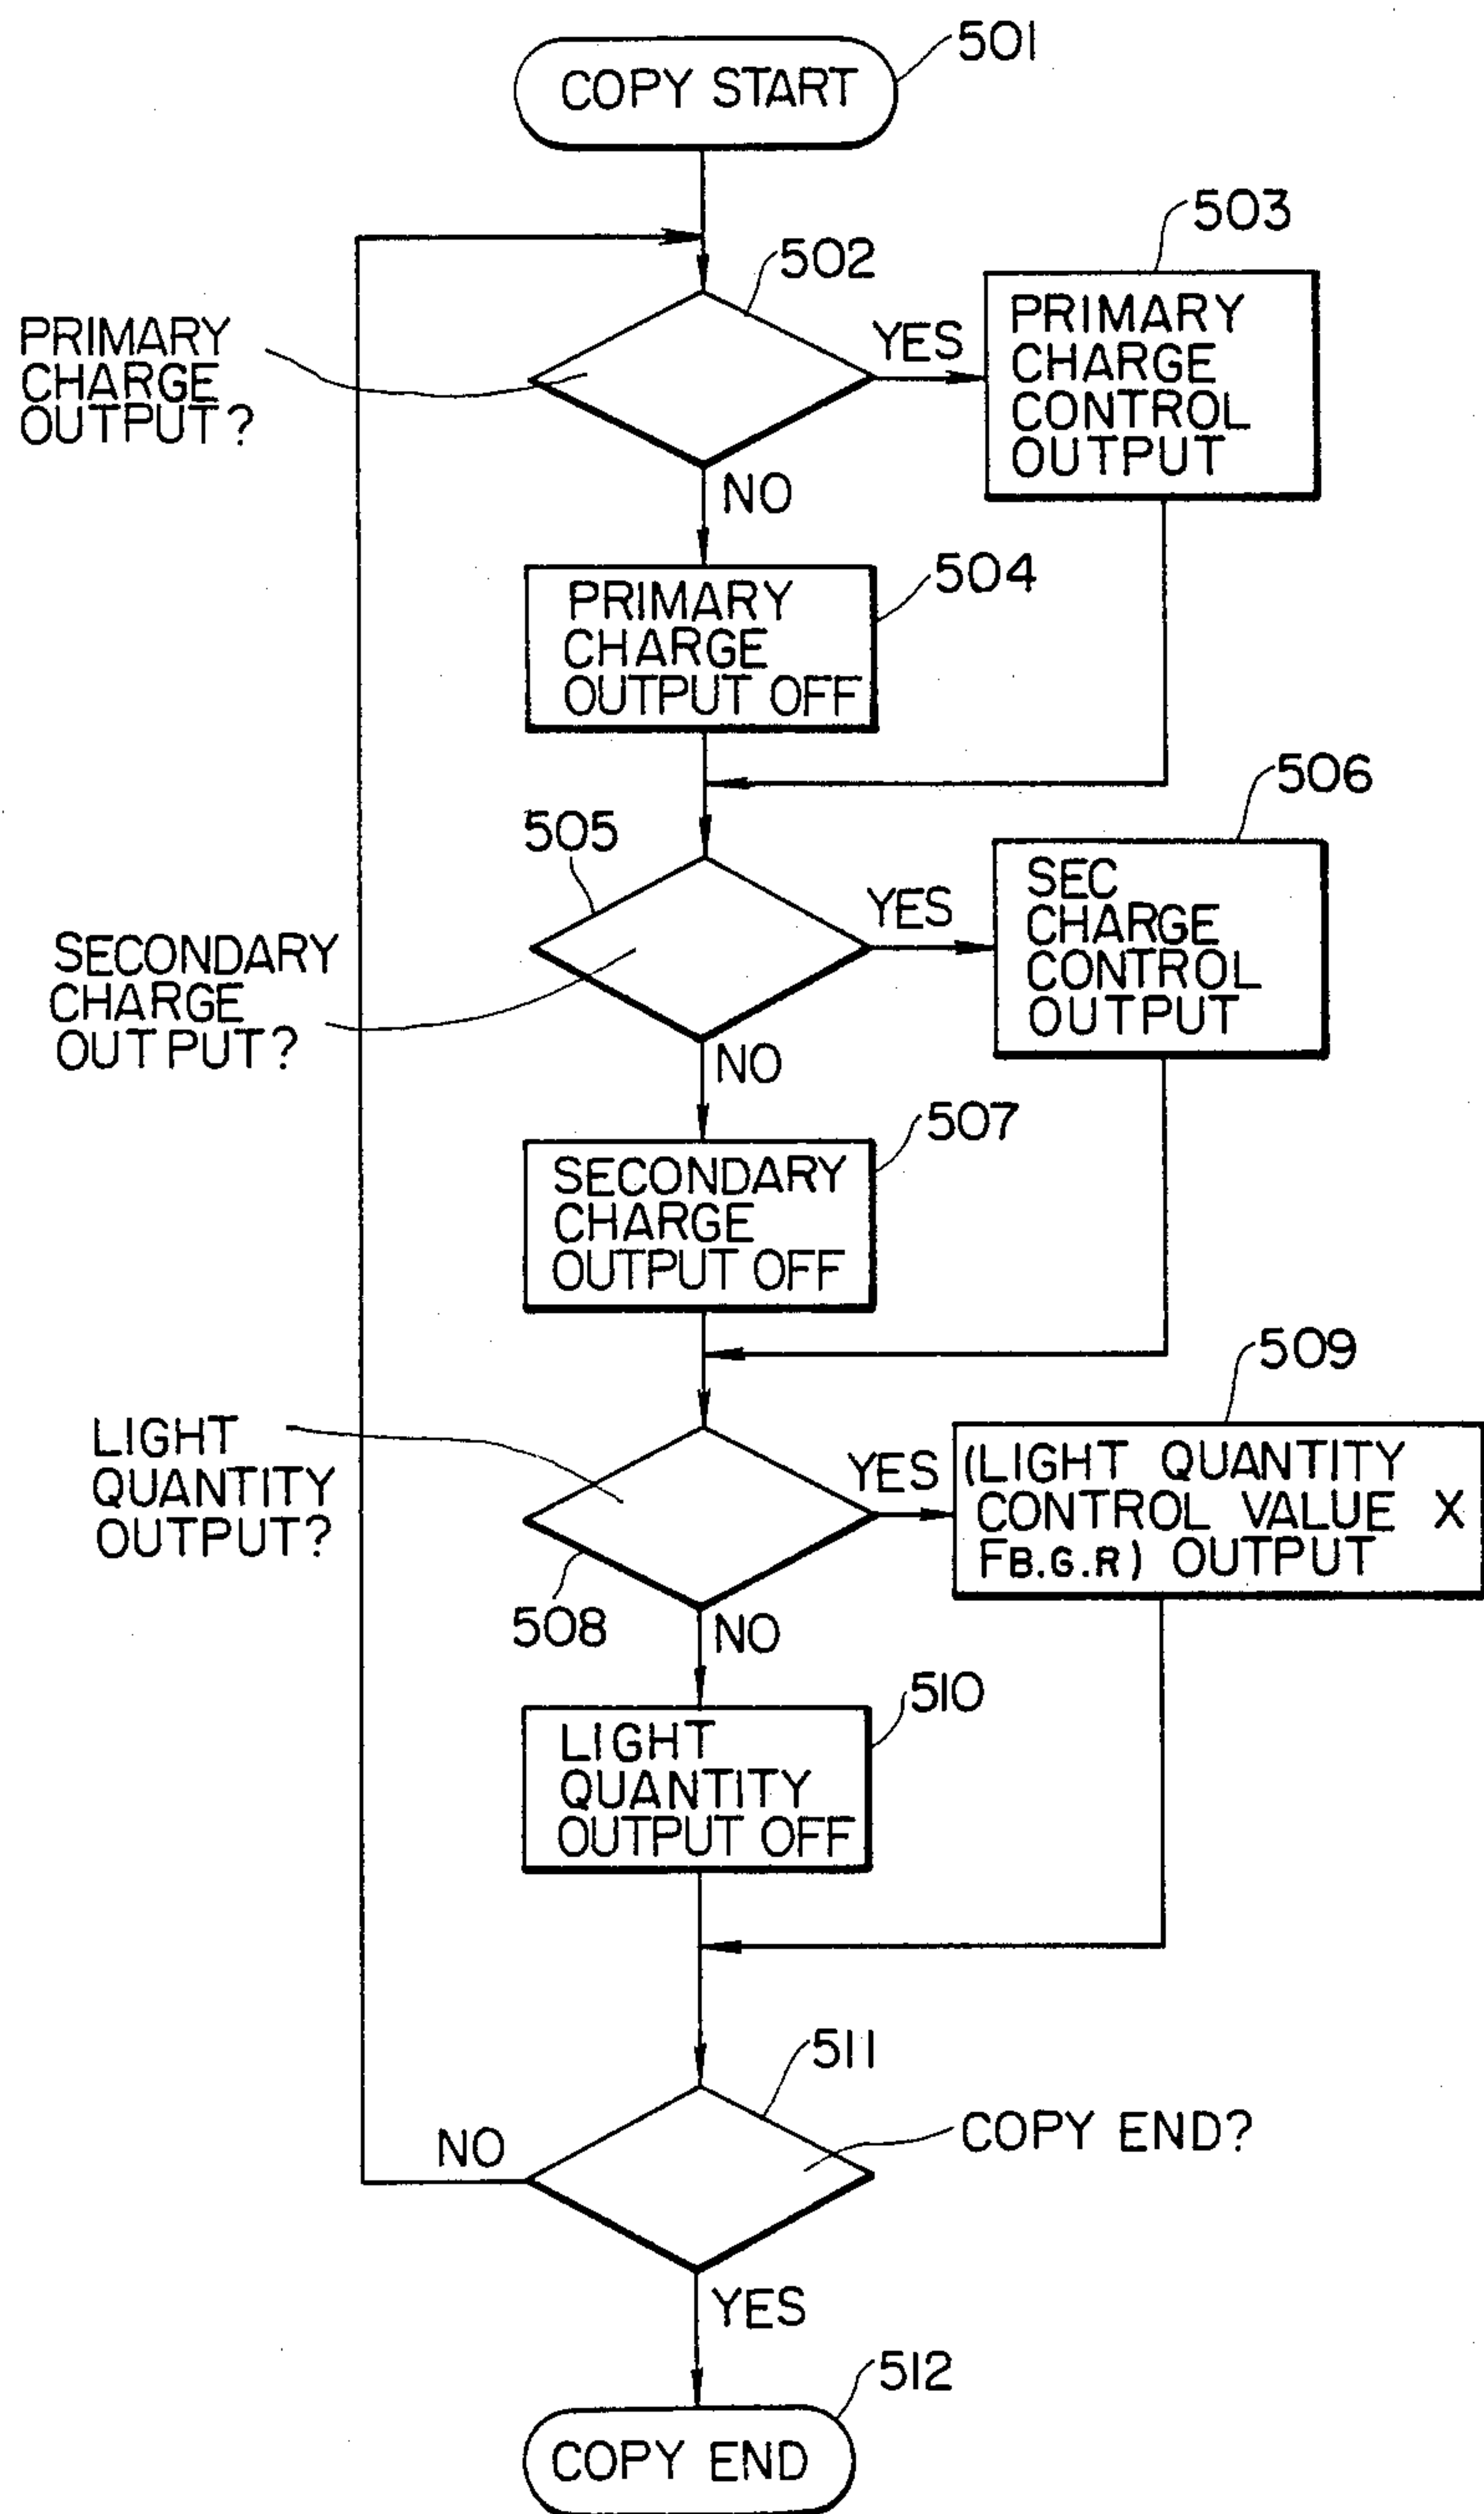 501
COPY START
503
502
PRIMARY
CHARGE
OUTPUT?
YES
PRIMARY
CHARGE
CONTROL
OUTPUT
NO
504
PRIMARY
CHARGE
OUTPUT OFF
506
505
SECONDARY
CHARGE
OUTPUT?
YES
SEC
CHARGE
CONTROL
OUTPUT
NO
507
SECONDARY
CHARGE
OUTPUT OFF
509
LIGHT
QUANTITY
OUTPUT?
YES
(LIGHT QUANTITY
CONTROL VALUE X
FB.G.R) OUTPUT
508
NO
510
LIGHT
QUANTITY
OUTPUT OFF
511
COPY END?
NO
YES
512
COPY END